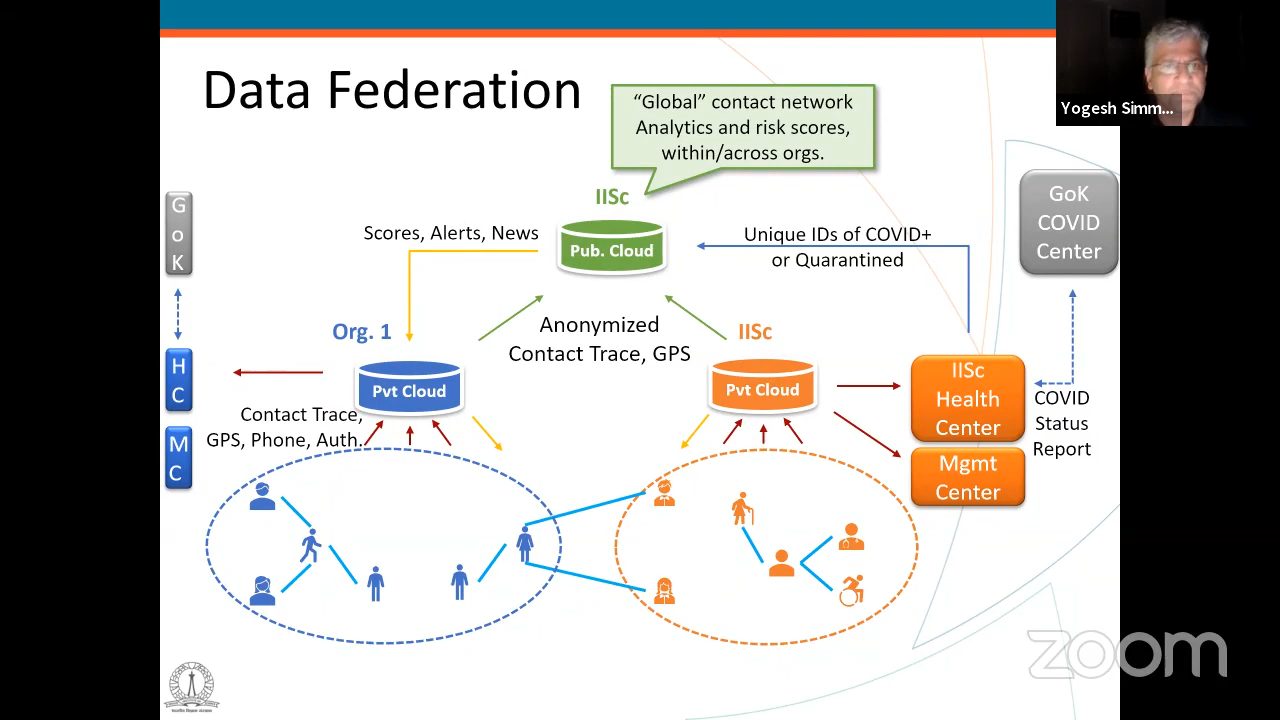 Data Federation
Yogesh Simm...
“Global” contact network
Analytics and risk scores,
within/across orgs.
G
o
K
IISc
Pub. Cloud
Scores, Alerts, News
Unique IDs of COVID+
or Quarantined
GoK
COVID
Center
Org. 1
Pvt Cloud
Anonymized
Contact Trace, GPS
IISc
Pvt Cloud
H
C
M
C
Contact Trace,
GPS, Phone, Auth.
IISc
Health
Center
Mgmt
Center
COVID
Status
Report
zoom